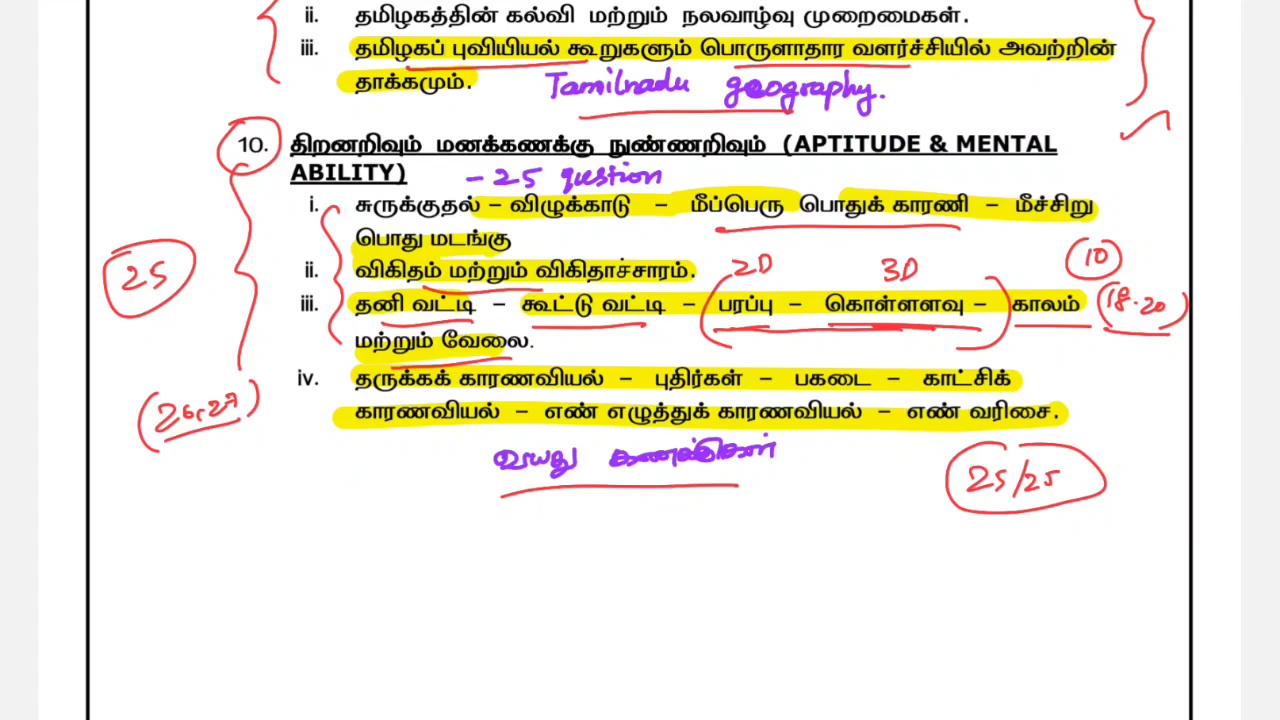 ii. தமிழகத்தின் கல்வி மற்றும் நலவாழ்வு முறைமைகள்.
iii. தமிழகப் புவியியல் கூறுகளும் பொருளாதார வளர்ச்சியில் அவற்றின்
தாக்கமும்.
Tamilnadu geography.
10. திறனறிவும் மனக்கணக்கு நுண்ணறிவும் (APTITUDE & MENTAL
ABILITY)
- 25 question
i. சுருக்குதல் – விழுக்காடு – மீப்பெரு பொதுக் காரணி – மீச்சிறு
பொது மடங்கு
25
ii. விகிதம் மற்றும் விகிதாச்சாரம்.
2D 3D
10
iii. தனி வட்டி – கூட்டு வட்டி – பரப்பு – கொள்ளளவு – காலம்
(18-20)
மற்றும் வேலை.
iv. தருக்கக் காரணவியல் – புதிர்கள் – பகடை – காட்சிக்
(26,27)
காரணவியல் – எண் எழுத்துக் காரணவியல் – எண் வரிசை.
வயது கணக்குகள்
25/25